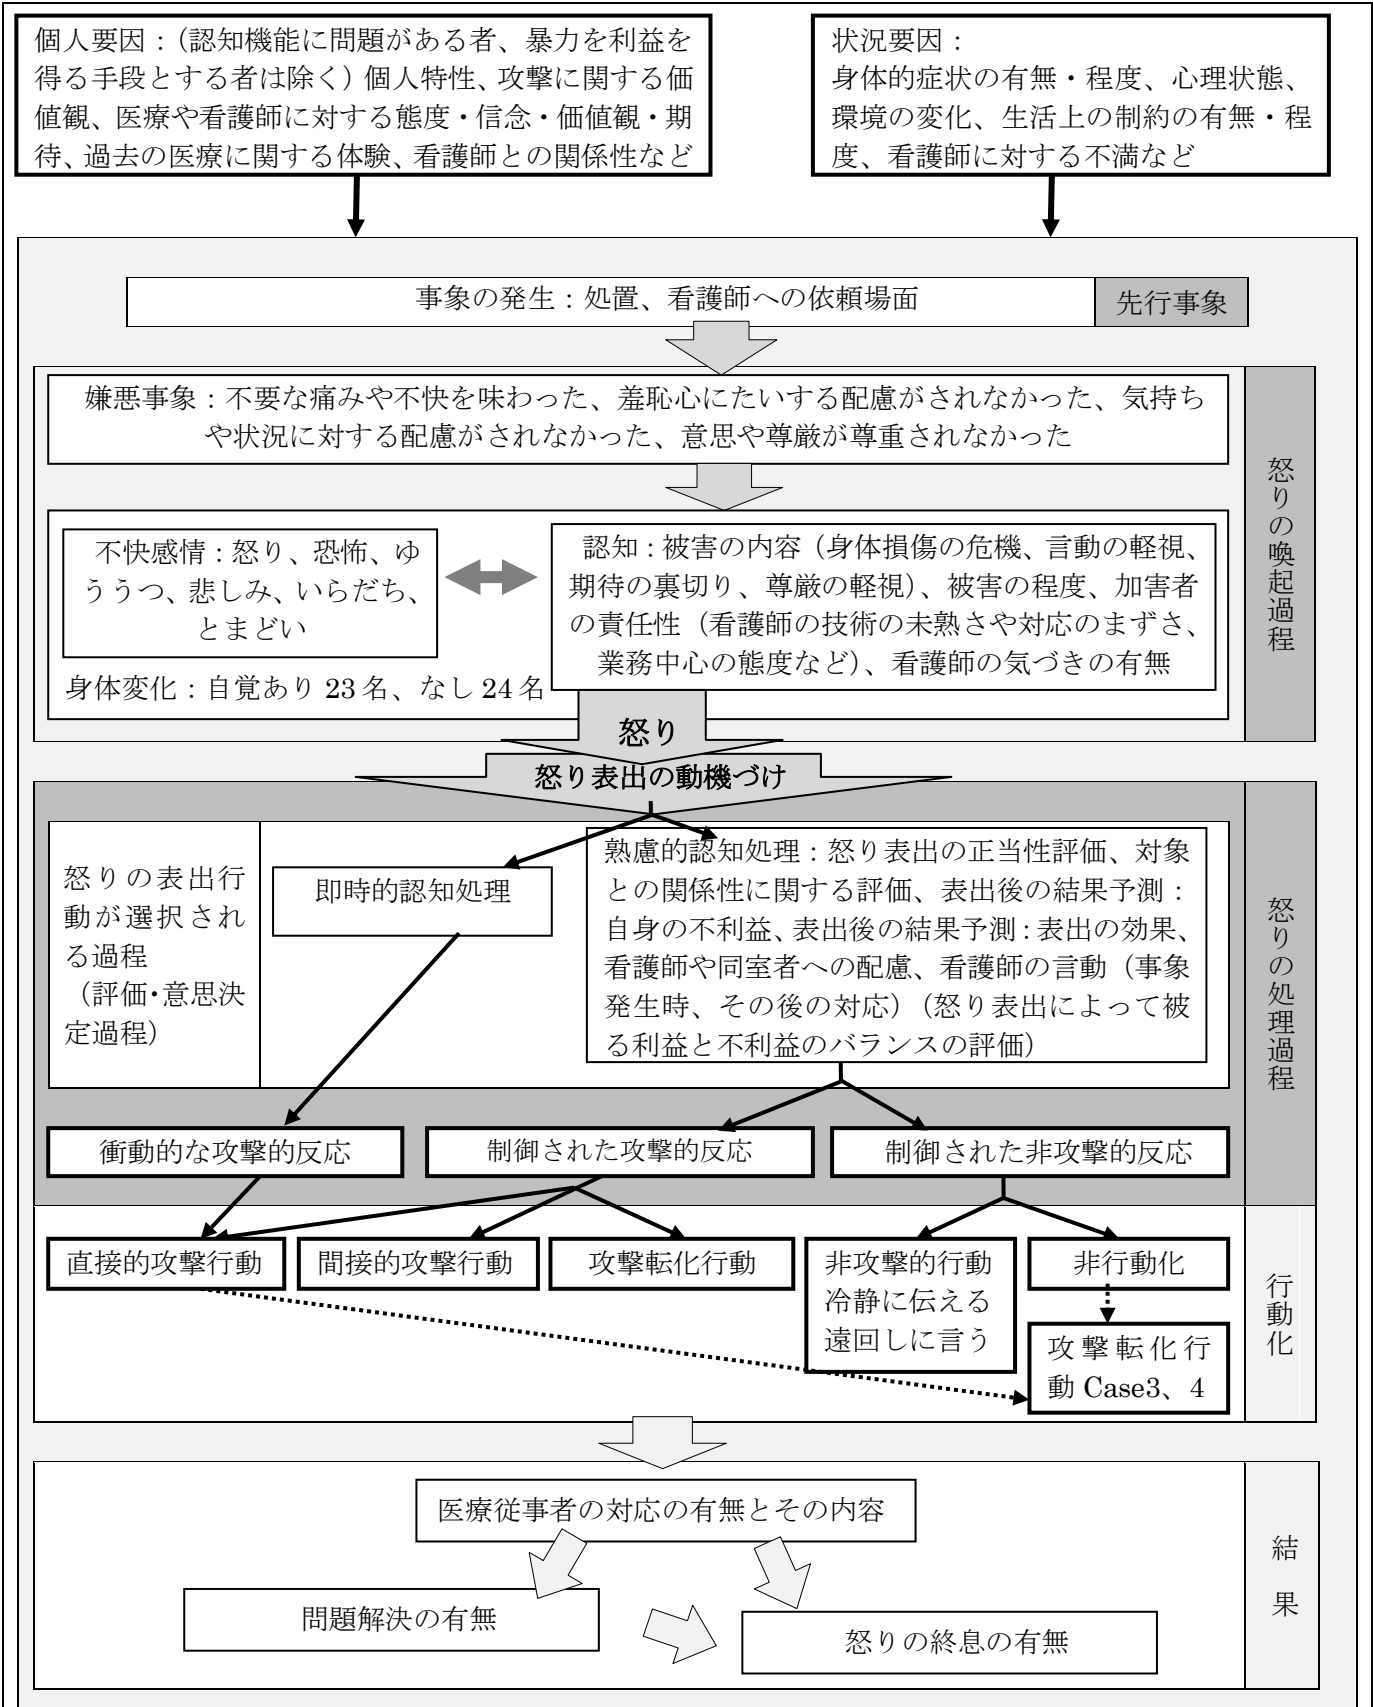 個人要因：（認知機能に問題がある者、暴力を利益を
得る手段とする者は除く）個人特性、攻撃に関する価
値観、医療や看護師に対する態度・信念・価値観・期
待、過去の医療に関する体験、看護師との関係性など
状況要因：
身体的症状の有無・程度、心理状態、
環境の変化、生活上の制約の有無・程
度、看護師に対する不満など
事象の発生：処置、看護師への依頼場面
先行事象
嫌悪事象：不要な痛みや不快を味わった、羞恥心にたいする配慮がされなかった、気持ち
や状況に対する配慮がされなかった、意思や尊厳が尊重されなかった
怒りの喚起過程
不快感情：怒り、恐怖、ゆ
ううつ、悲しみ、いらだち、
とまどい
認知：被害の内容（身体損傷の危機、言動の軽視、
期待の裏切り、尊厳の軽視）、被害の程度、加害者
の責任性（看護師の技術の未熟さや対応のまずさ、
業務中心の態度など）、看護師の気づきの有無
身体変化：自覚あり 23 名、なし 24 名
怒り
怒り表出の動機づけ
怒りの表出行
動が選択され
る過程
（評価・意思決
定過程）
即時的認知処理
熟慮的認知処理：怒り表出の正当性評価、対象
との関係性に関する評価、表出後の結果予測：
自身の不利益、表出後の結果予測：表出の効果、
看護師や同室者への配慮、看護師の言動（事象
発生時、その後の対応）（怒り表出によって被
る利益と不利益のバランスの評価）
怒りの処理過程
衝動的な攻撃的反応
制御された攻撃的反応
制御された非攻撃的反応
直接的攻撃行動
間接的攻撃行動
攻撃転化行動
非攻撃的行動
冷静に伝える
遠回しに言う
非行動化
攻撃転化行
動 Case3、4
行動化
医療従事者の対応の有無とその内容
問題解決の有無
怒りの終息の有無
結果